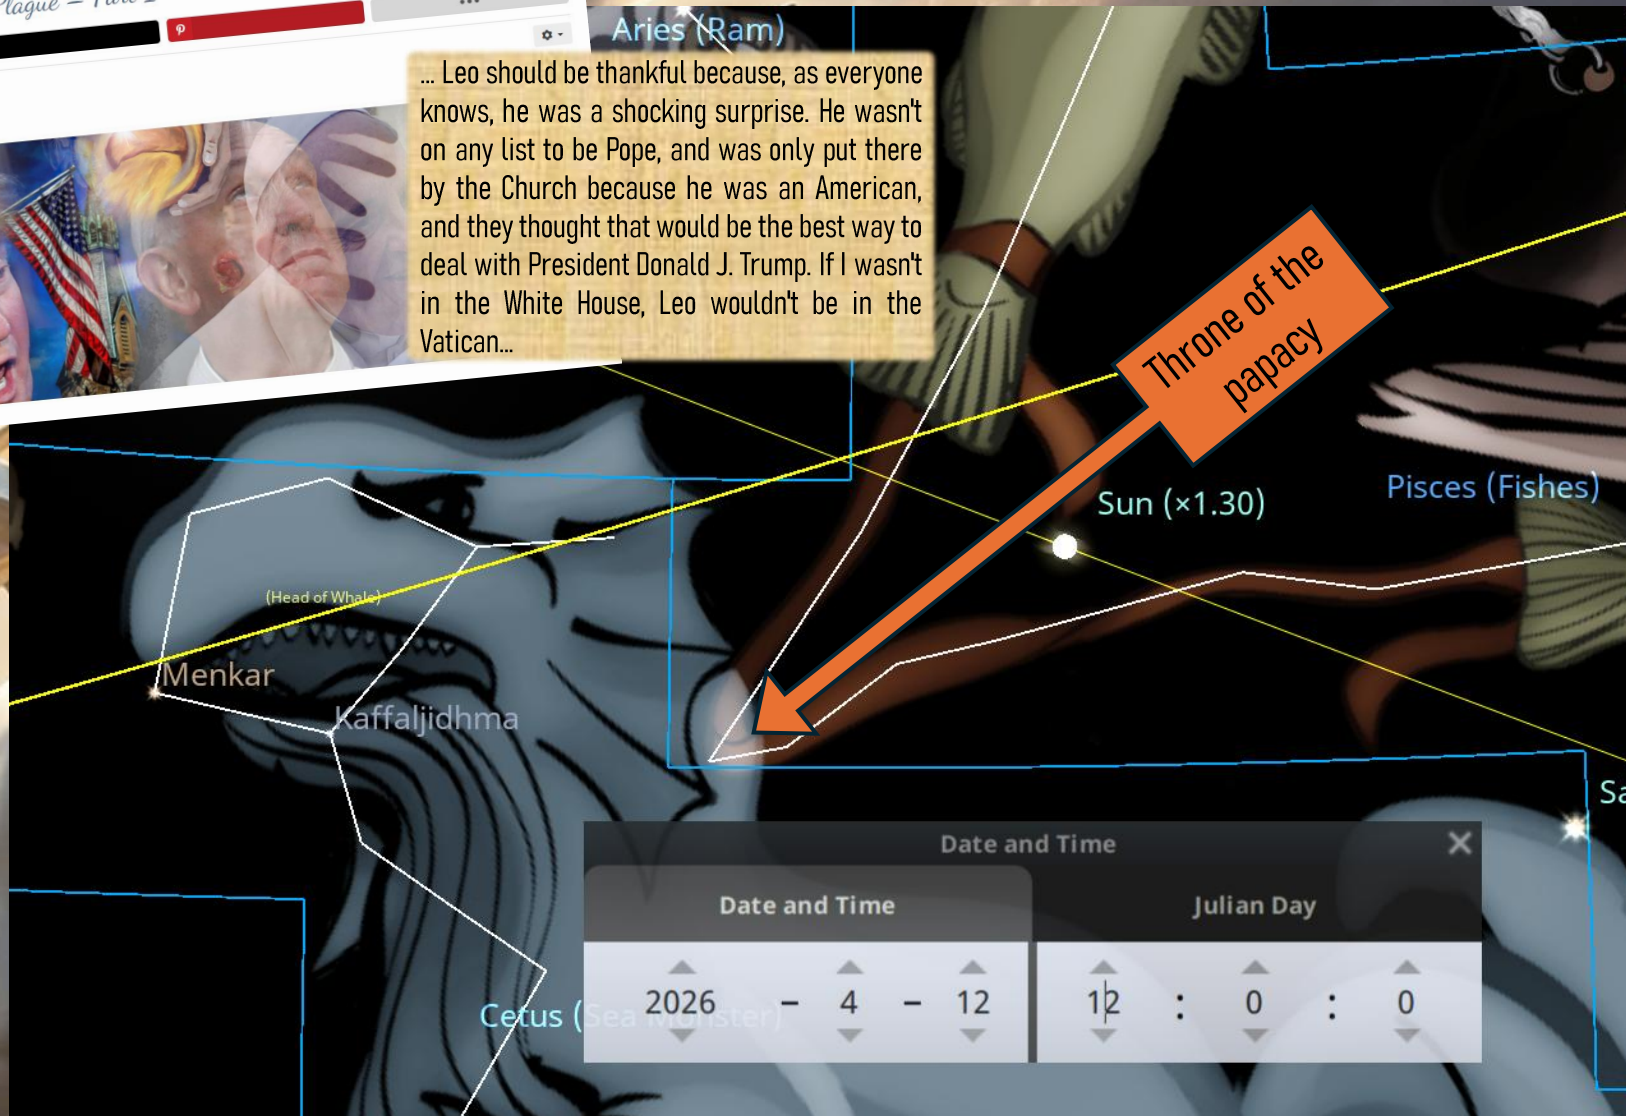 Aries (Ram)
... Leo should be thankful because, as everyone
knows, he was a shocking surprise. He wasn't
on any list to be Pope, and was only put there
by the Church because he was an American,
and they thought that would be the best way to
deal with President Donald J. Trump. If I wasn't
in the White House, Leo wouldn't be in the
Vatican...
Throne of the
papacy
Sun (×1.30)
Pisces (Fishes)
(Head of Whale)
Menkar
Kaffaljidhma
Date and Time
Date and Time
Julian Day
2026 - 4 - 12
12 : 0 : 0
Cetus (Sea Monster)